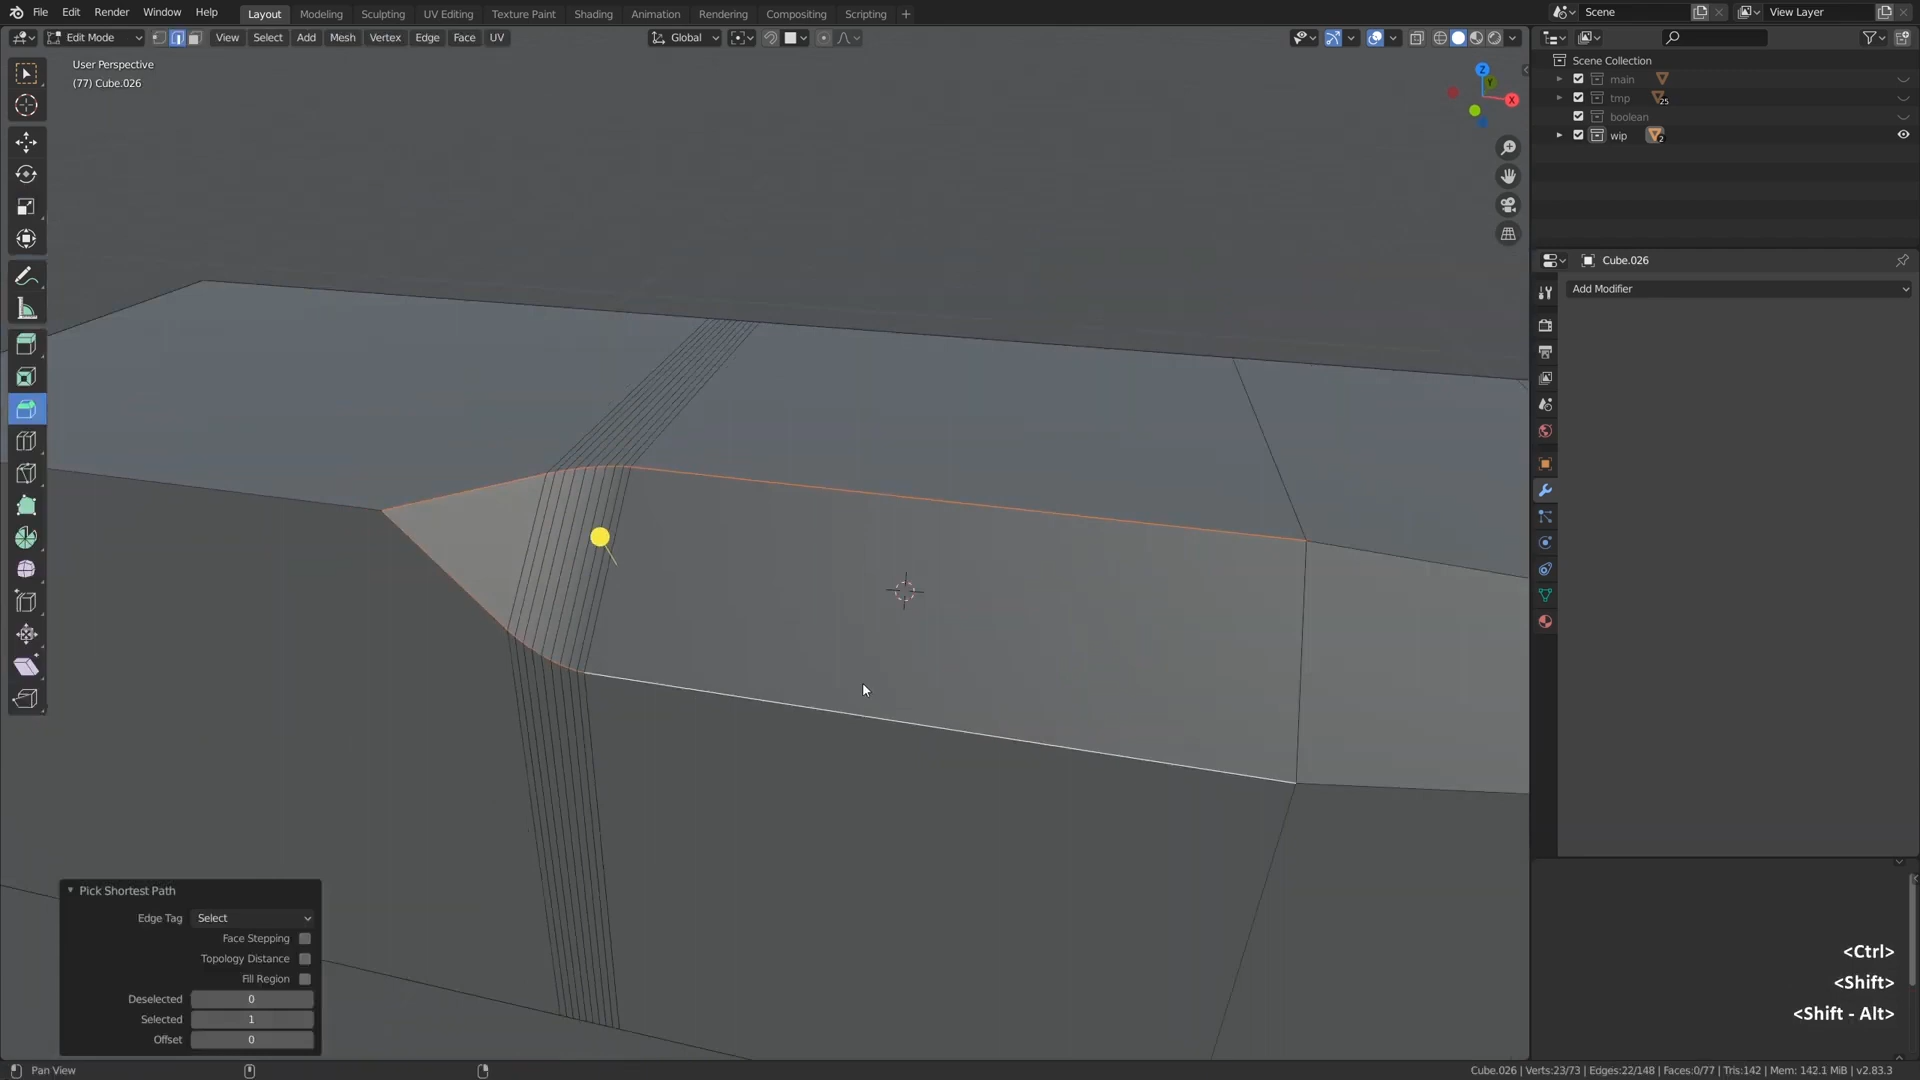 File Edit Render Window Help Layout Modeling Sculpting UV Editing Texture Paint Shading Animation Rendering Compositing Scripting + Scene View Layer
Edit Mode View Select Add Mesh Vertex Edge Face UV Global
User Perspective
(77) Cube.026
Z
Y
X
Scene Collection
main
tmp 25
boolean
wip 2
Cube.026
Add Modifier
Pick Shortest Path
Edge Tag Select
Face Stepping
Topology Distance
Fill Region
Deselected 0
Selected 1
Offset 0
<Ctrl>
<Shift>
<Shift - Alt>
Pan View
Cube.026 | Verts:23/73 | Edges:22/148 | Faces:0/77 | Tris:142 | Mem: 142.1 MiB | v2.83.3